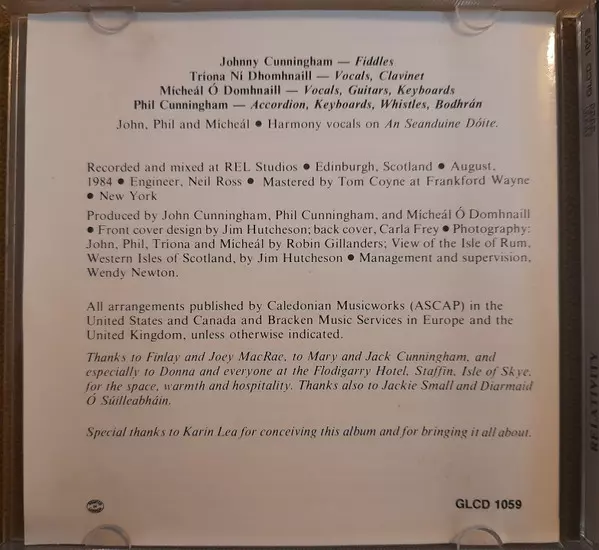 Johnny Cunningham — Fiddles
Triona Ni Dhomhnaill — Vocals, Clavinet
Micheál Ó Domhnaill — Vocals, Guitars, Keyboards
Phil Cunningham — Accordion, Keyboards, Whistles, Bodhrán
John, Phil and Micheál ● Harmony vocals on An Seanduine Dóite.
Recorded and mixed at REL Studios ● Edinburgh, Scotland ● August,
1984 ● Engineer, Neil Ross ● Mastered by Tom Coyne at Frankford Wayne
● New York
Produced by John Cunningham, Phil Cunningham, and Micheál Ó Domhnaill
● Front cover design by Jim Hutcheson; back cover, Carla Frey ● Photography:
John, Phil, Triona and Micheál by Robin Gillanders; View of the Isle of Rum,
Western Isles of Scotland, by Jim Hutcheson ● Management and supervision,
Wendy Newton.
All arrangements published by Caledonian Musicworks (ASCAP) in the
United States and Canada and Bracken Music Services in Europe and the
United Kingdom, unless otherwise indicated.
Thanks to Finlay and Joey MacRae, to Mary and Jack Cunningham, and
especially to Donna and everyone at the Flodigarry Hotel, Staffin, Isle of Skye,
for the space, warmth and hospitality. Thanks also to Jackie Small and Diarmaid
Ó Súilleabháin.
Special thanks to Karin Lea for conceiving this album and for bringing it all about.
GLCD 1059
GLCD 1059
RELATIVITY